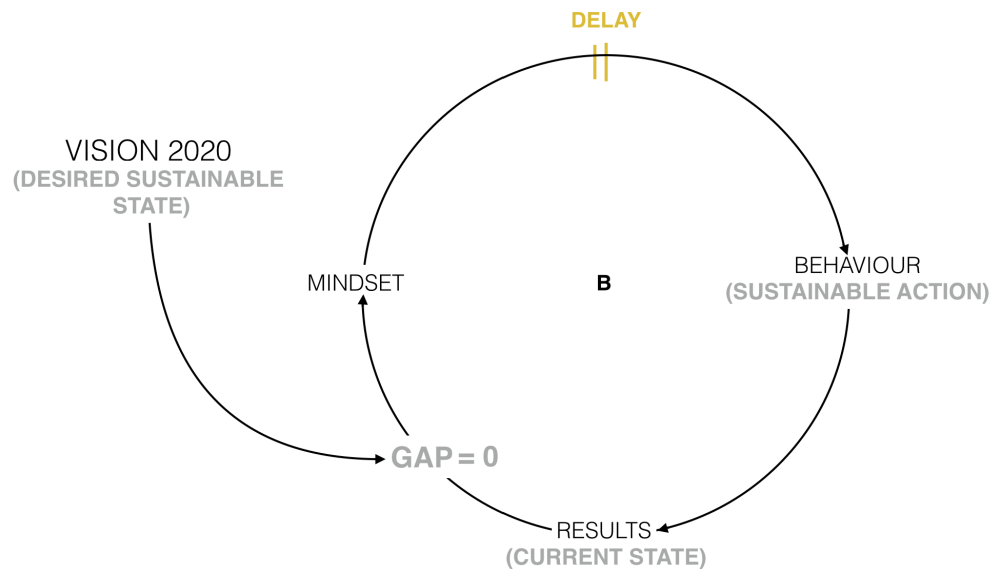 DELAY
VISION 2020
(DESIRED SUSTAINABLE
STATE)
MINDSET
B
BEHAVIOUR
(SUSTAINABLE ACTION)
GAP = 0
RESULTS
(CURRENT STATE)